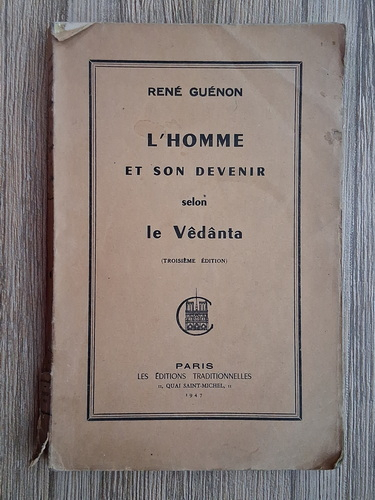 RENÉ GUÉNON
L'HOMME
ET SON DEVENIR
selon
le Vêdânta
(TROISIÈME ÉDITION)
PARIS
LES ÉDITIONS TRADITIONNELLES
11, QUAI SAINT-MICHEL, 11
1947